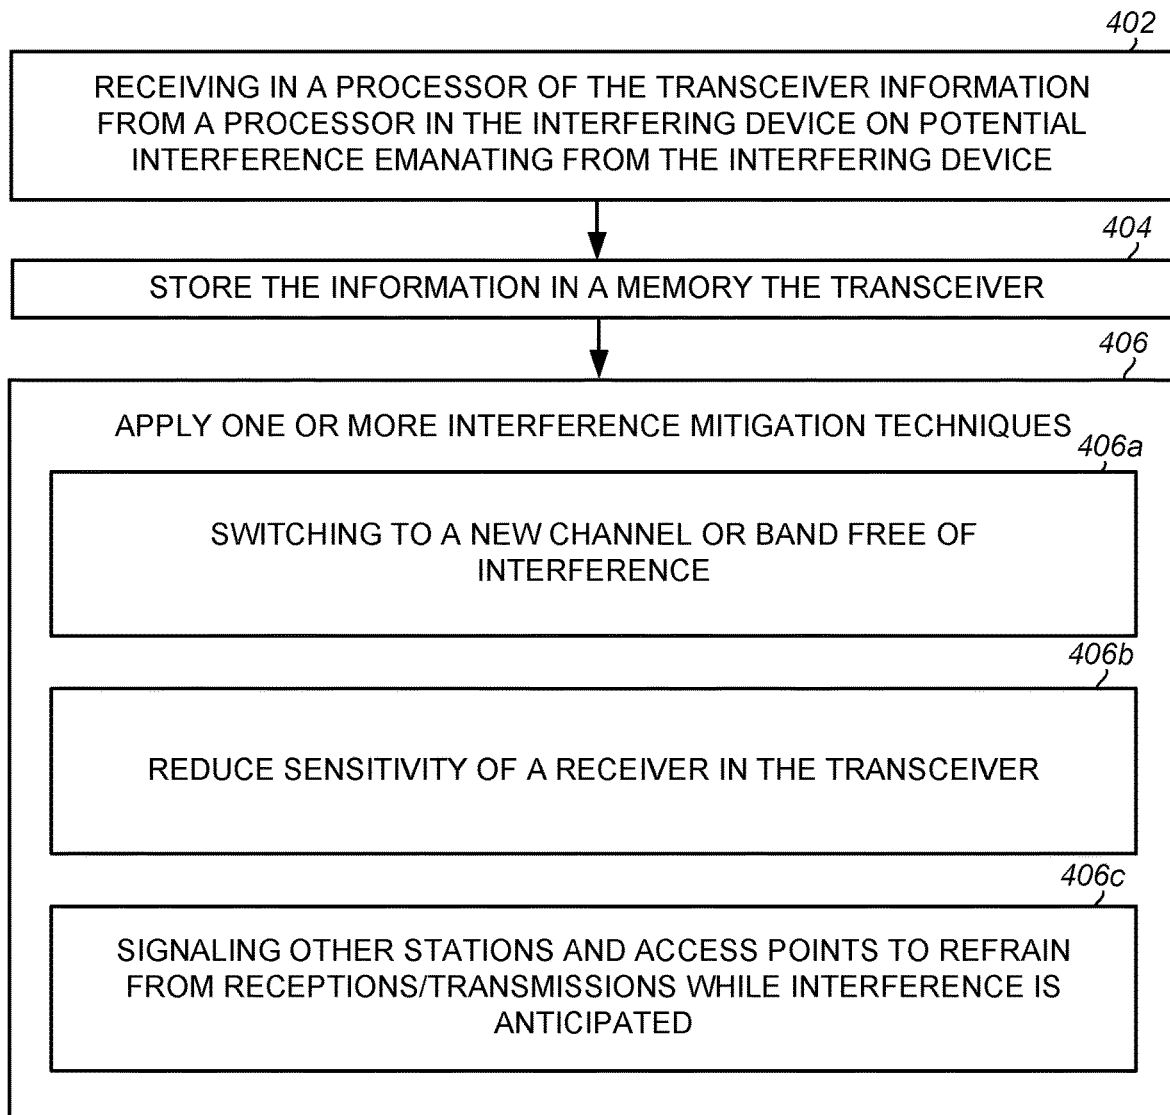 402
RECEIVING IN A PROCESSOR OF THE TRANSCEIVER INFORMATION
FROM A PROCESSOR IN THE INTERFERING DEVICE ON POTENTIAL
INTERFERENCE EMANATING FROM THE INTERFERING DEVICE
404
STORE THE INFORMATION IN A MEMORY THE TRANSCEIVER
406
APPLY ONE OR MORE INTERFERENCE MITIGATION TECHNIQUES
406a
SWITCHING TO A NEW CHANNEL OR BAND FREE OF
INTERFERENCE
406b
REDUCE SENSITIVITY OF A RECEIVER IN THE TRANSCEIVER
406c
SIGNALING OTHER STATIONS AND ACCESS POINTS TO REFRAIN
FROM RECEPTIONS/TRANSMISSIONS WHILE INTERFERENCE IS
ANTICIPATED